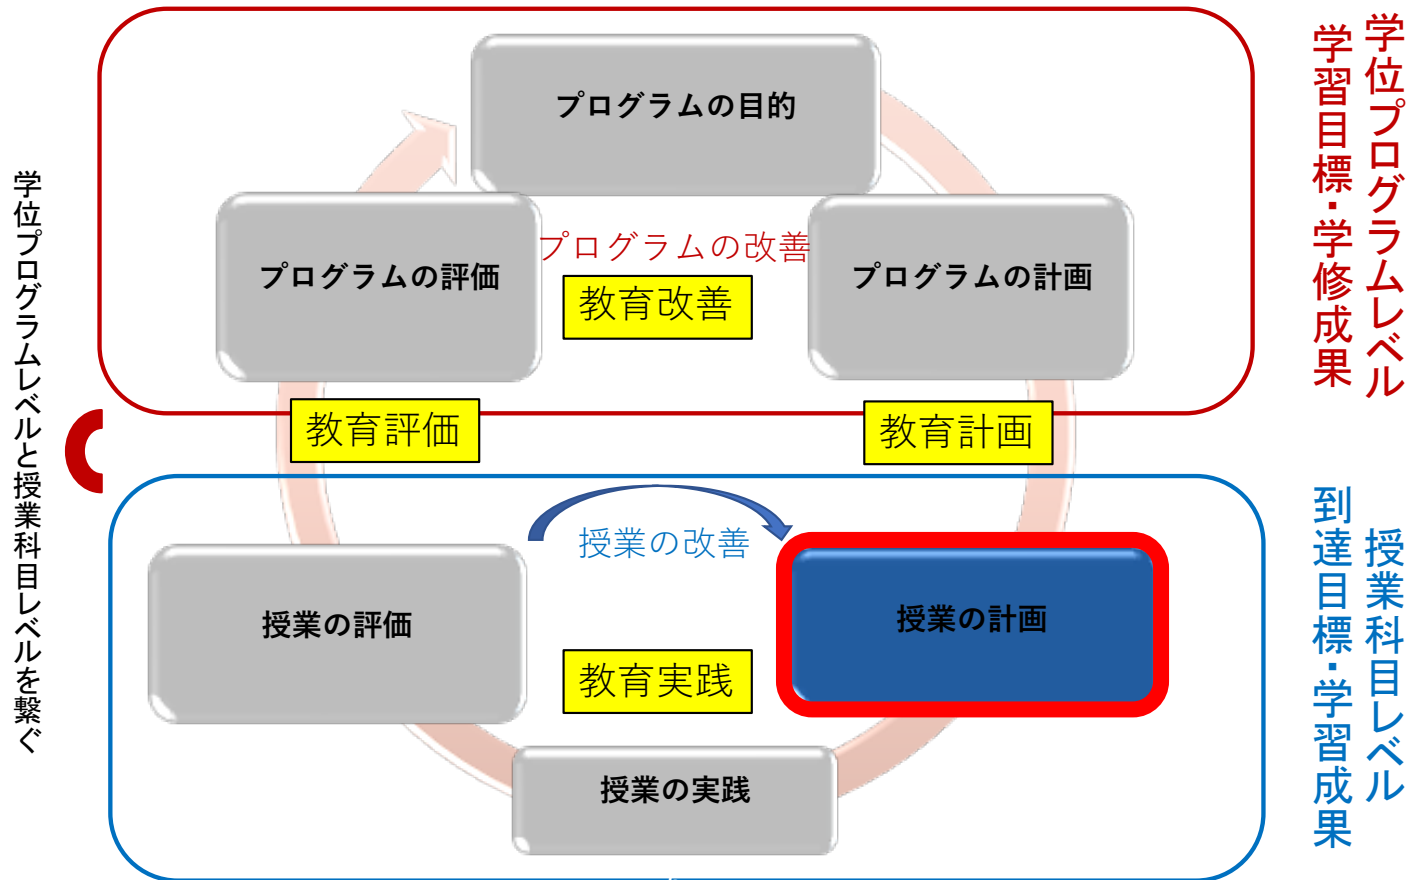 プログラムの目的
プログラムの評価
プログラムの改善
教育改善
プログラムの計画
教育評価
教育計画
授業の改善
授業の評価
授業の計画
教育実践
授業の実践
学位プログラムレベル
学習目標・学修成果
授業科目レベル
到達目標・学習成果
学位プログラムレベルと授業科目レベルを繋ぐ